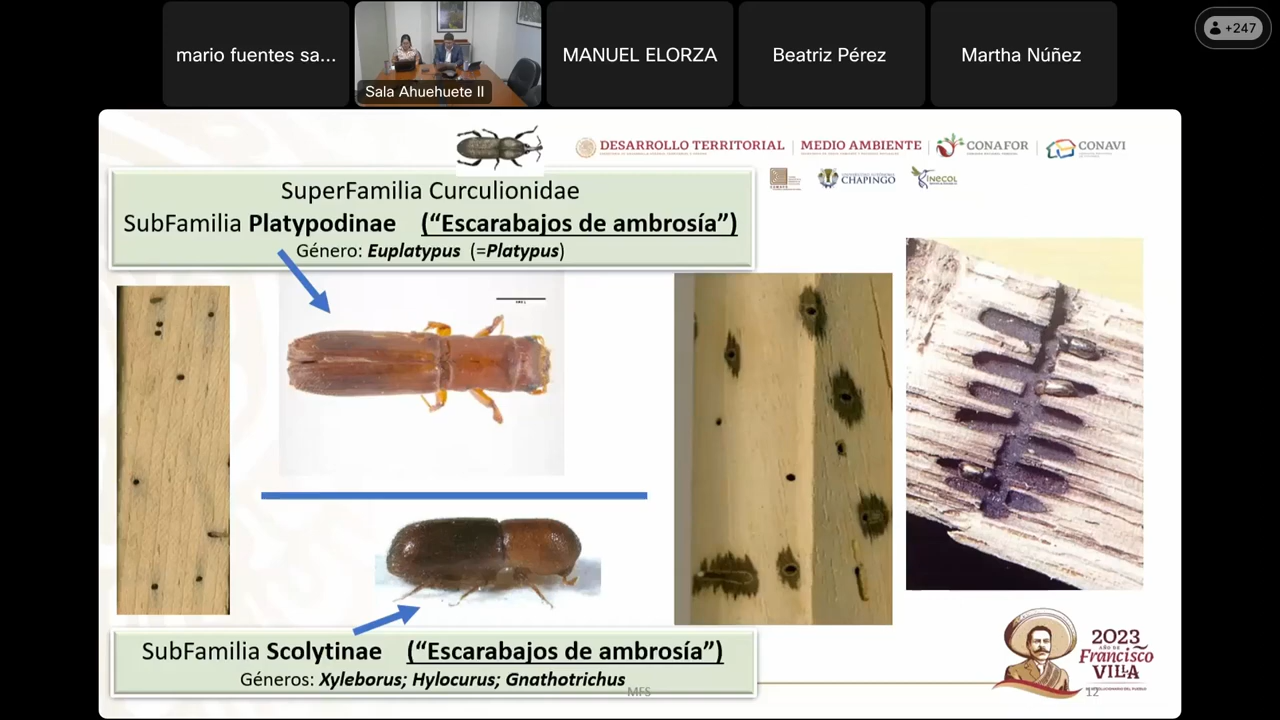 mario fuentes sa...
Sala Ahuehuete II
MANUEL ELORZA
Beatriz Pérez
Martha Núñez
+247
DESARROLLO TERRITORIAL
MEDIO AMBIENTE
CONAFOR
CONAVI
CHAPINGO
INECOL
SuperFamilia Curculionidae
SubFamilia Platypodinae (“Escarabajos de ambrosía”)
Género: Euplatypus (=Platypus)
SubFamilia Scolytinae (“Escarabajos de ambrosía”)
Géneros: Xyleborus; Hylocurus; Gnathotrichus
MFS
2023
AÑO DE
Francisco
VILLA
12